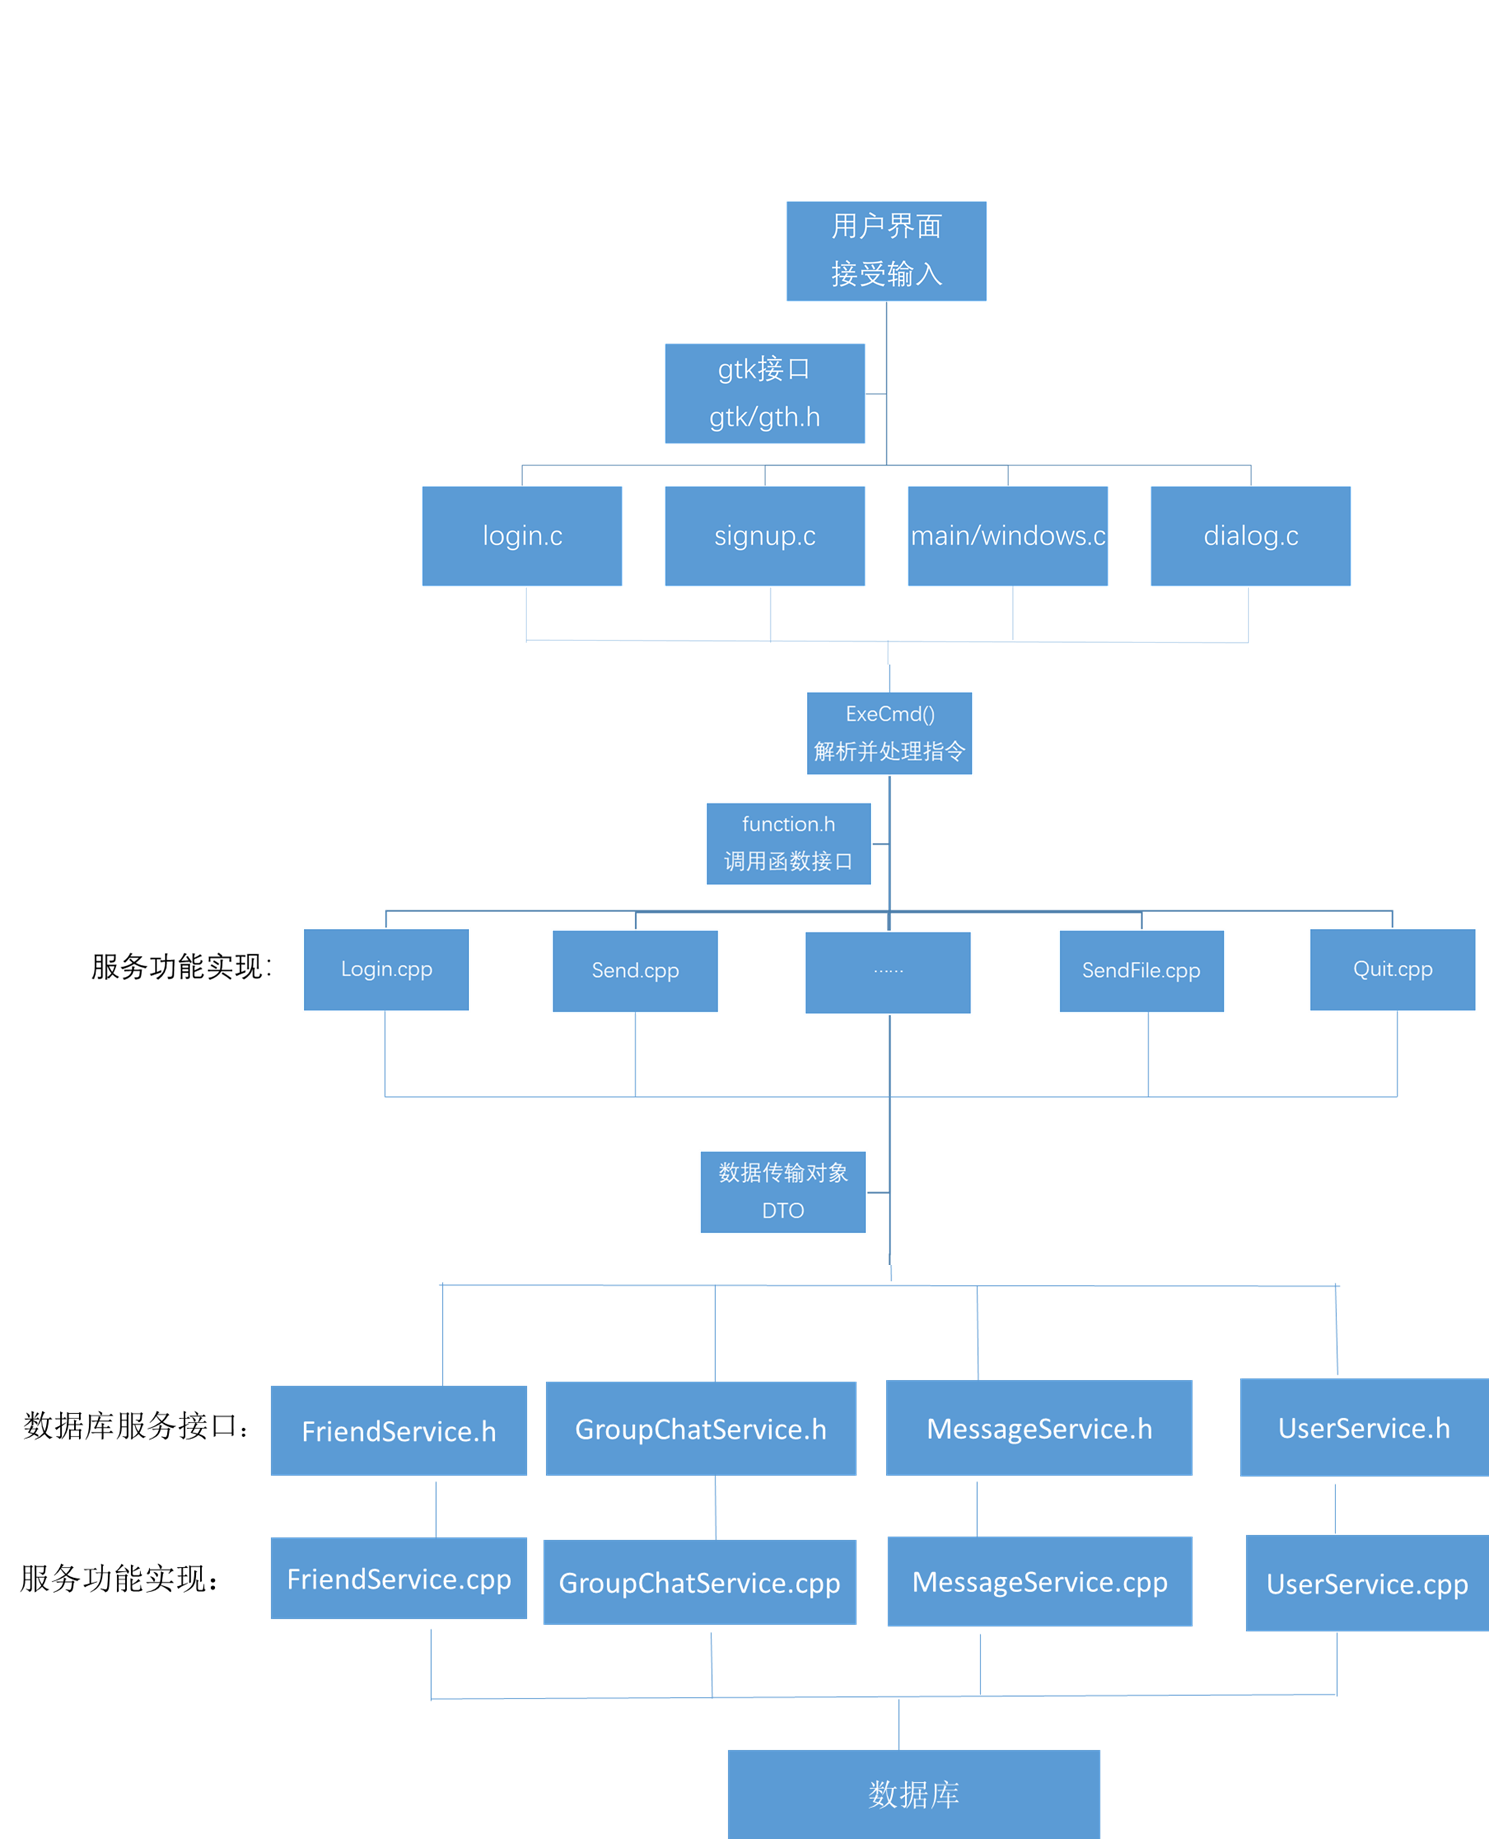 用户界面
接受输入
gtk接口
gtk/gth.h
login.c
signup.c
main/windows.c
dialog.c
ExeCmd()
解析并处理指令
function.h
调用函数接口
服务功能实现：
Login.cpp
Send.cpp
……
SendFile.cpp
Quit.cpp
数据传输对象
DTO
数据库服务接口：
FriendService.h
GroupChatService.h
MessageService.h
UserService.h
服务功能实现：
FriendService.cpp
GroupChatService.cpp
MessageService.cpp
UserService.cpp
数据库